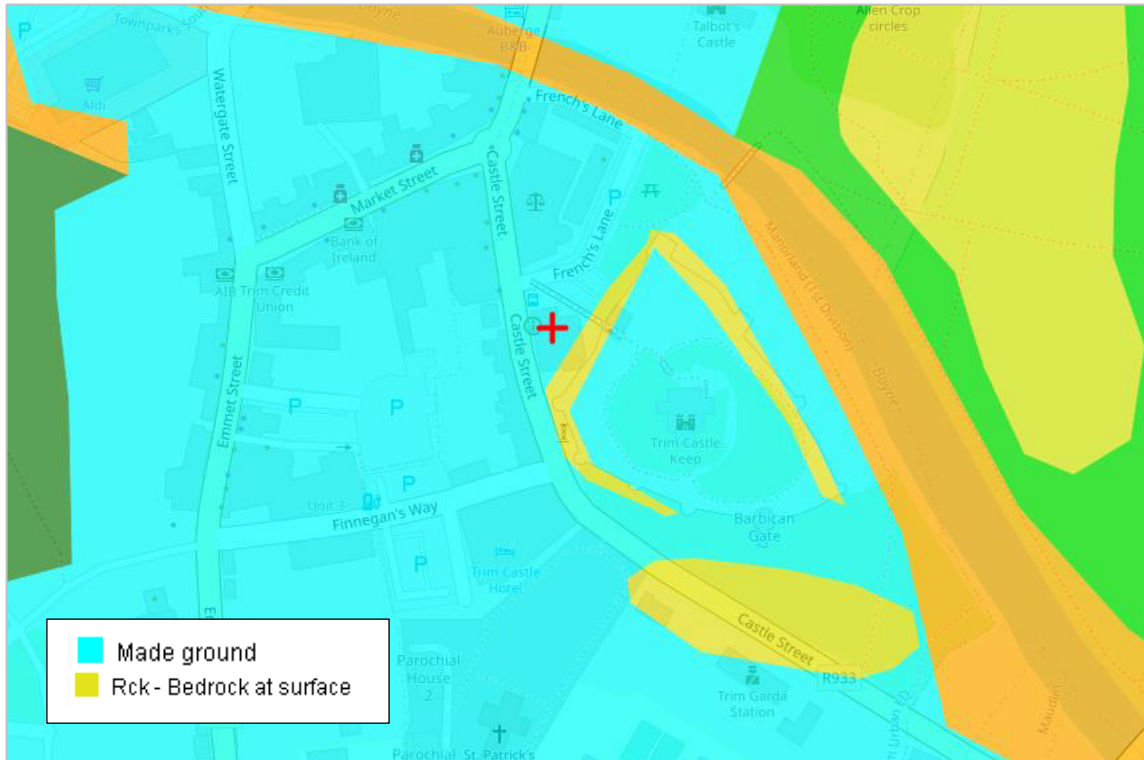 Townparks South
Boyne
P
Auberge
B&B
Talbot's
Castle
Allen Crop
circles
Aldi
Watergate Street
French's Lane
Market Street
Castle Street
P
Bank of
Ireland
French's Lane
Manorland (1st Division)
AIB
Trim Credit
Union
Castle Street
Boyne
Emmet Street
P
P
Trim Castle
Keep
P
Unit 3
Finnegan's Way
Barbican
Gate
P
Trim Castle
Hotel
Castle Street
Made ground
Rck - Bedrock at surface
Parochial
House
2
R933
Trim Garda
Station
Maudlin
St. Patrick's
Parochial